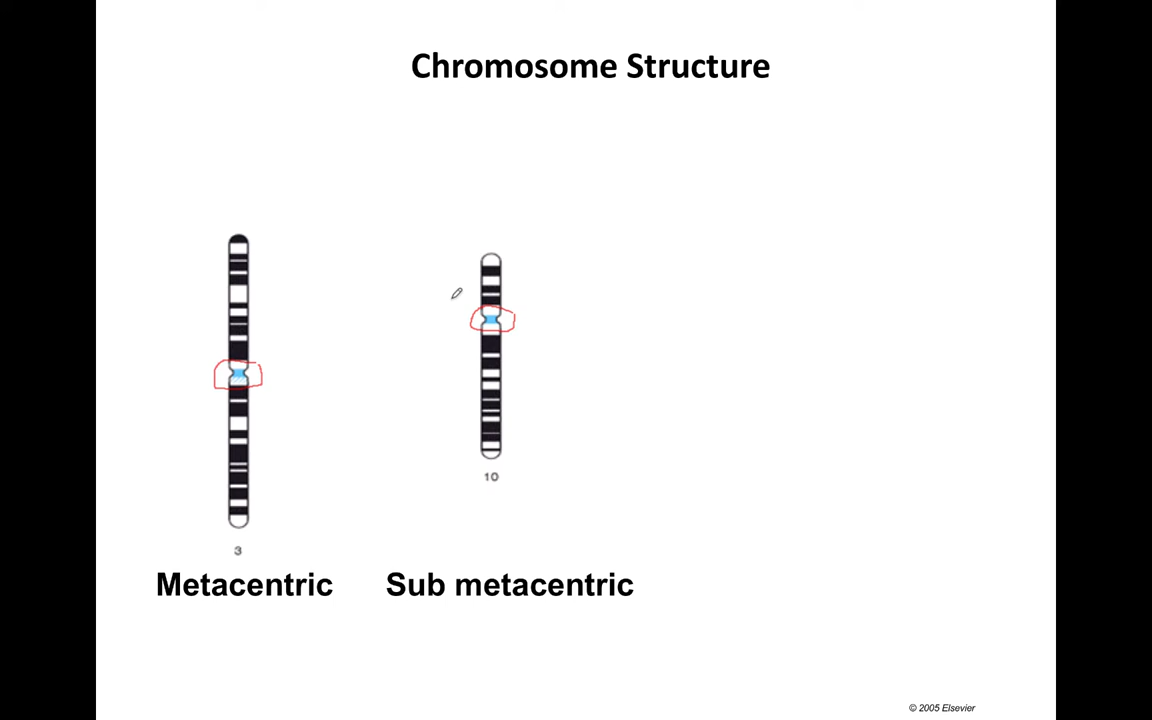 Chromosome Structure
3
10
Metacentric
Sub metacentric
© 2005 Elsevier